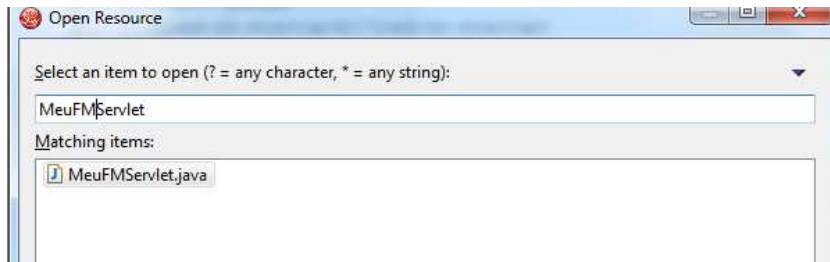 Open Resource
Select an item to open (? = any character, * = any string):
MeuFMServlet
Matching items:
MeuFMServlet.java